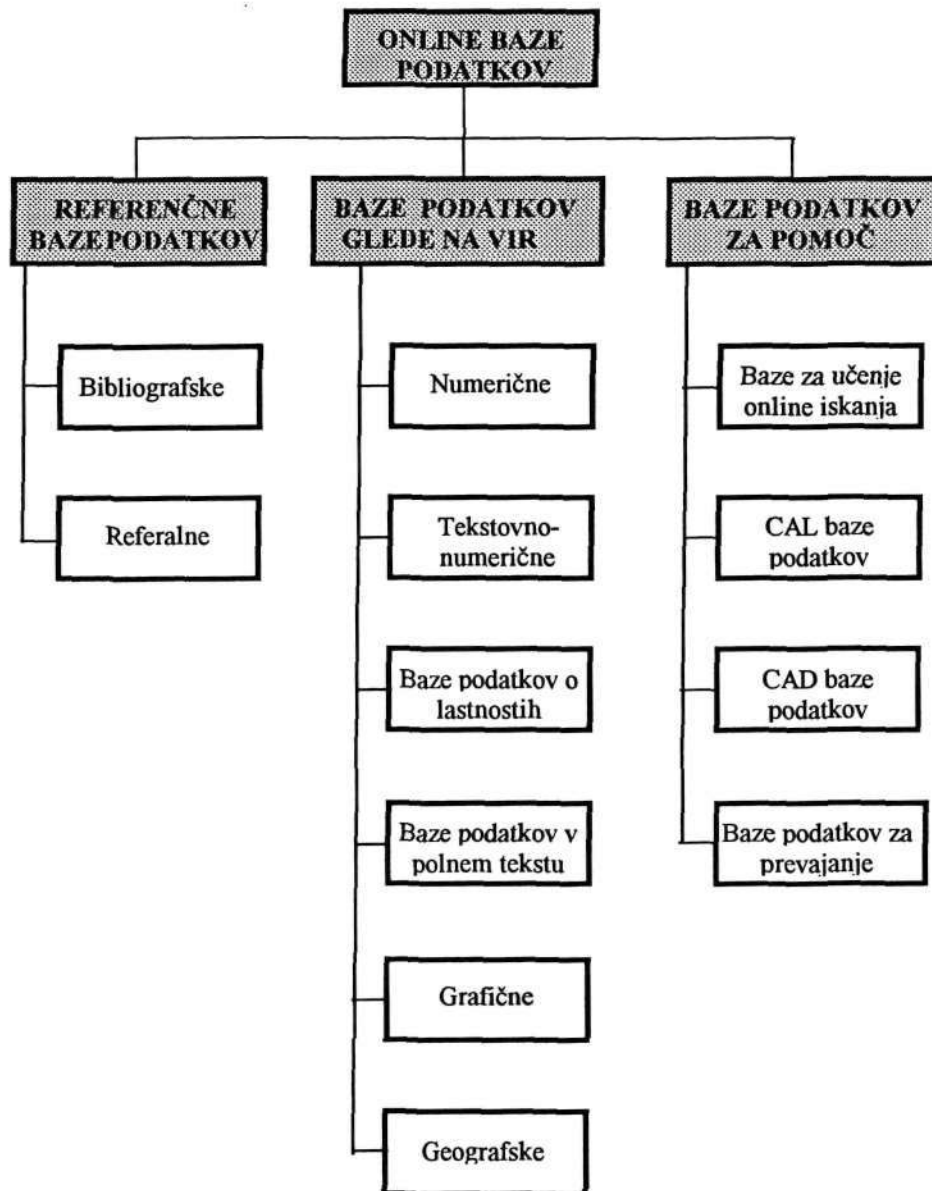 ONLINE BAZE
PODATKOV
REFERENČNE
BAZE PODATKOV
BAZE PODATKOV
GLEDE NA VIR
BAZE PODATKOV
ZA POMOČ
Bibliografske
Referalne
Numerične
Tekstovno-
numerične
Baze podatkov o
lastnostih
Baze podatkov v
polnem tekstu
Grafične
Geografske
Baze za učenje
online iskanja
CAL baze
podatkov
CAD baze
podatkov
Baze podatkov za
prevajanje